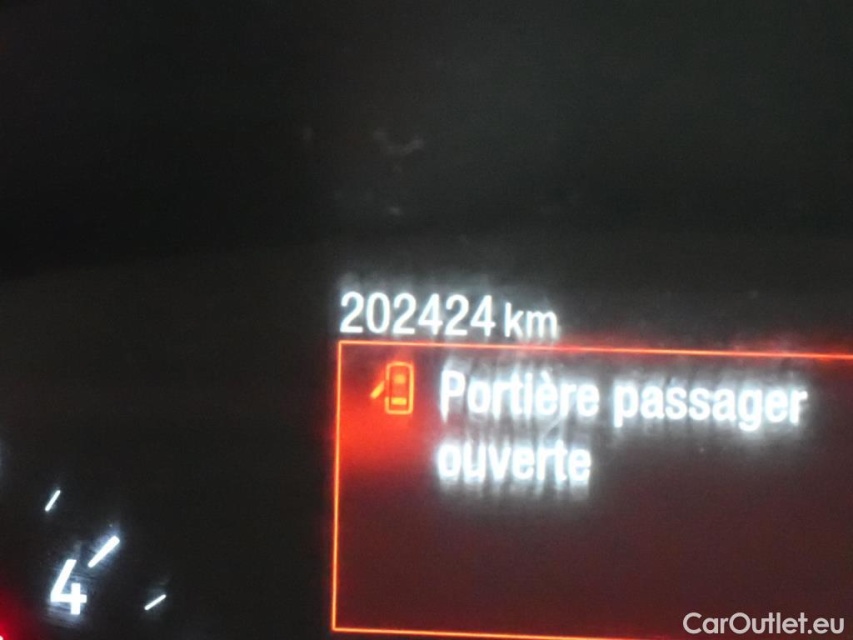 202424 km
Portière passager
ouverte
4
CarOutlet.eu